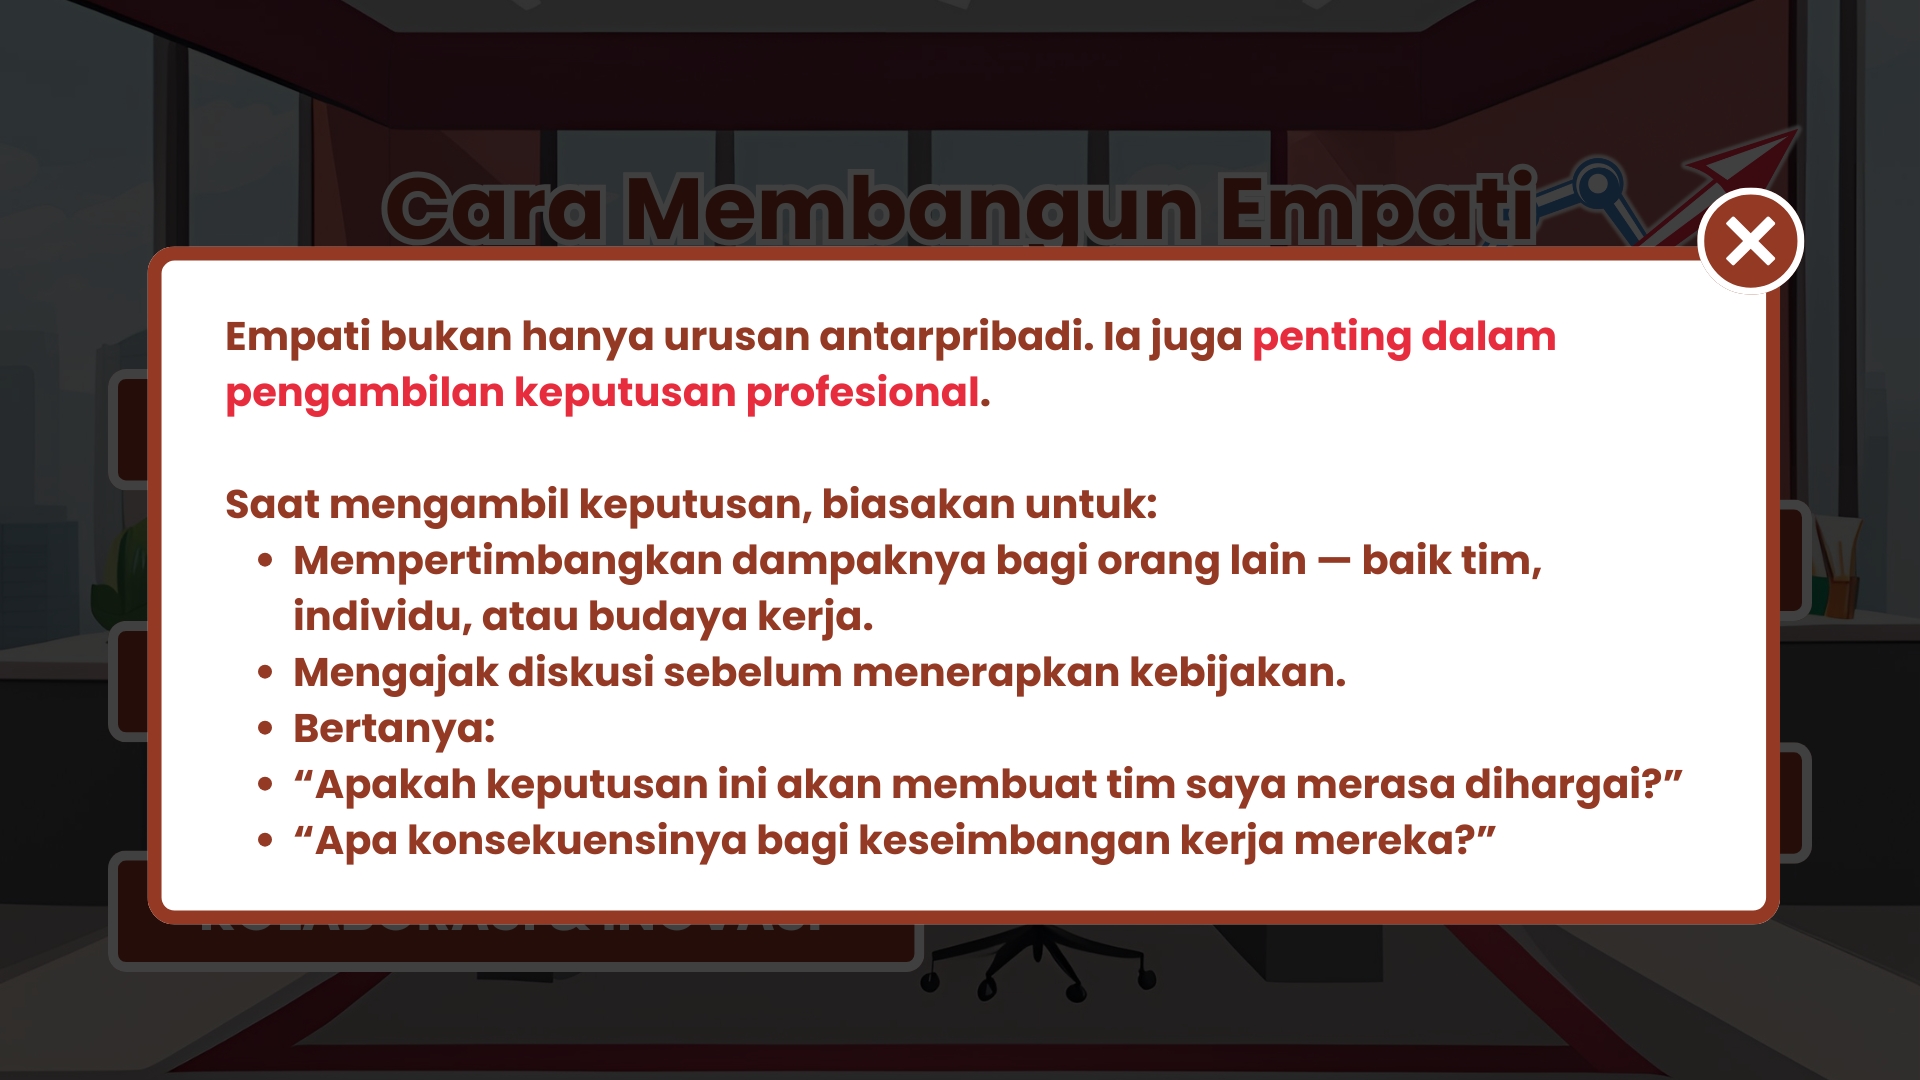 Cara Membangun Empati
Empati bukan hanya urusan antarpribadi. Ia juga penting dalam
pengambilan keputusan profesional.
Saat mengambil keputusan, biasakan untuk:
• Mempertimbangkan dampaknya bagi orang lain — baik tim,
individu, atau budaya kerja.
• Mengajak diskusi sebelum menerapkan kebijakan.
• Bertanya:
• “Apakah keputusan ini akan membuat tim saya merasa dihargai?”
• “Apa konsekuensinya bagi keseimbangan kerja mereka?”
KOLABORASI & INOVASI